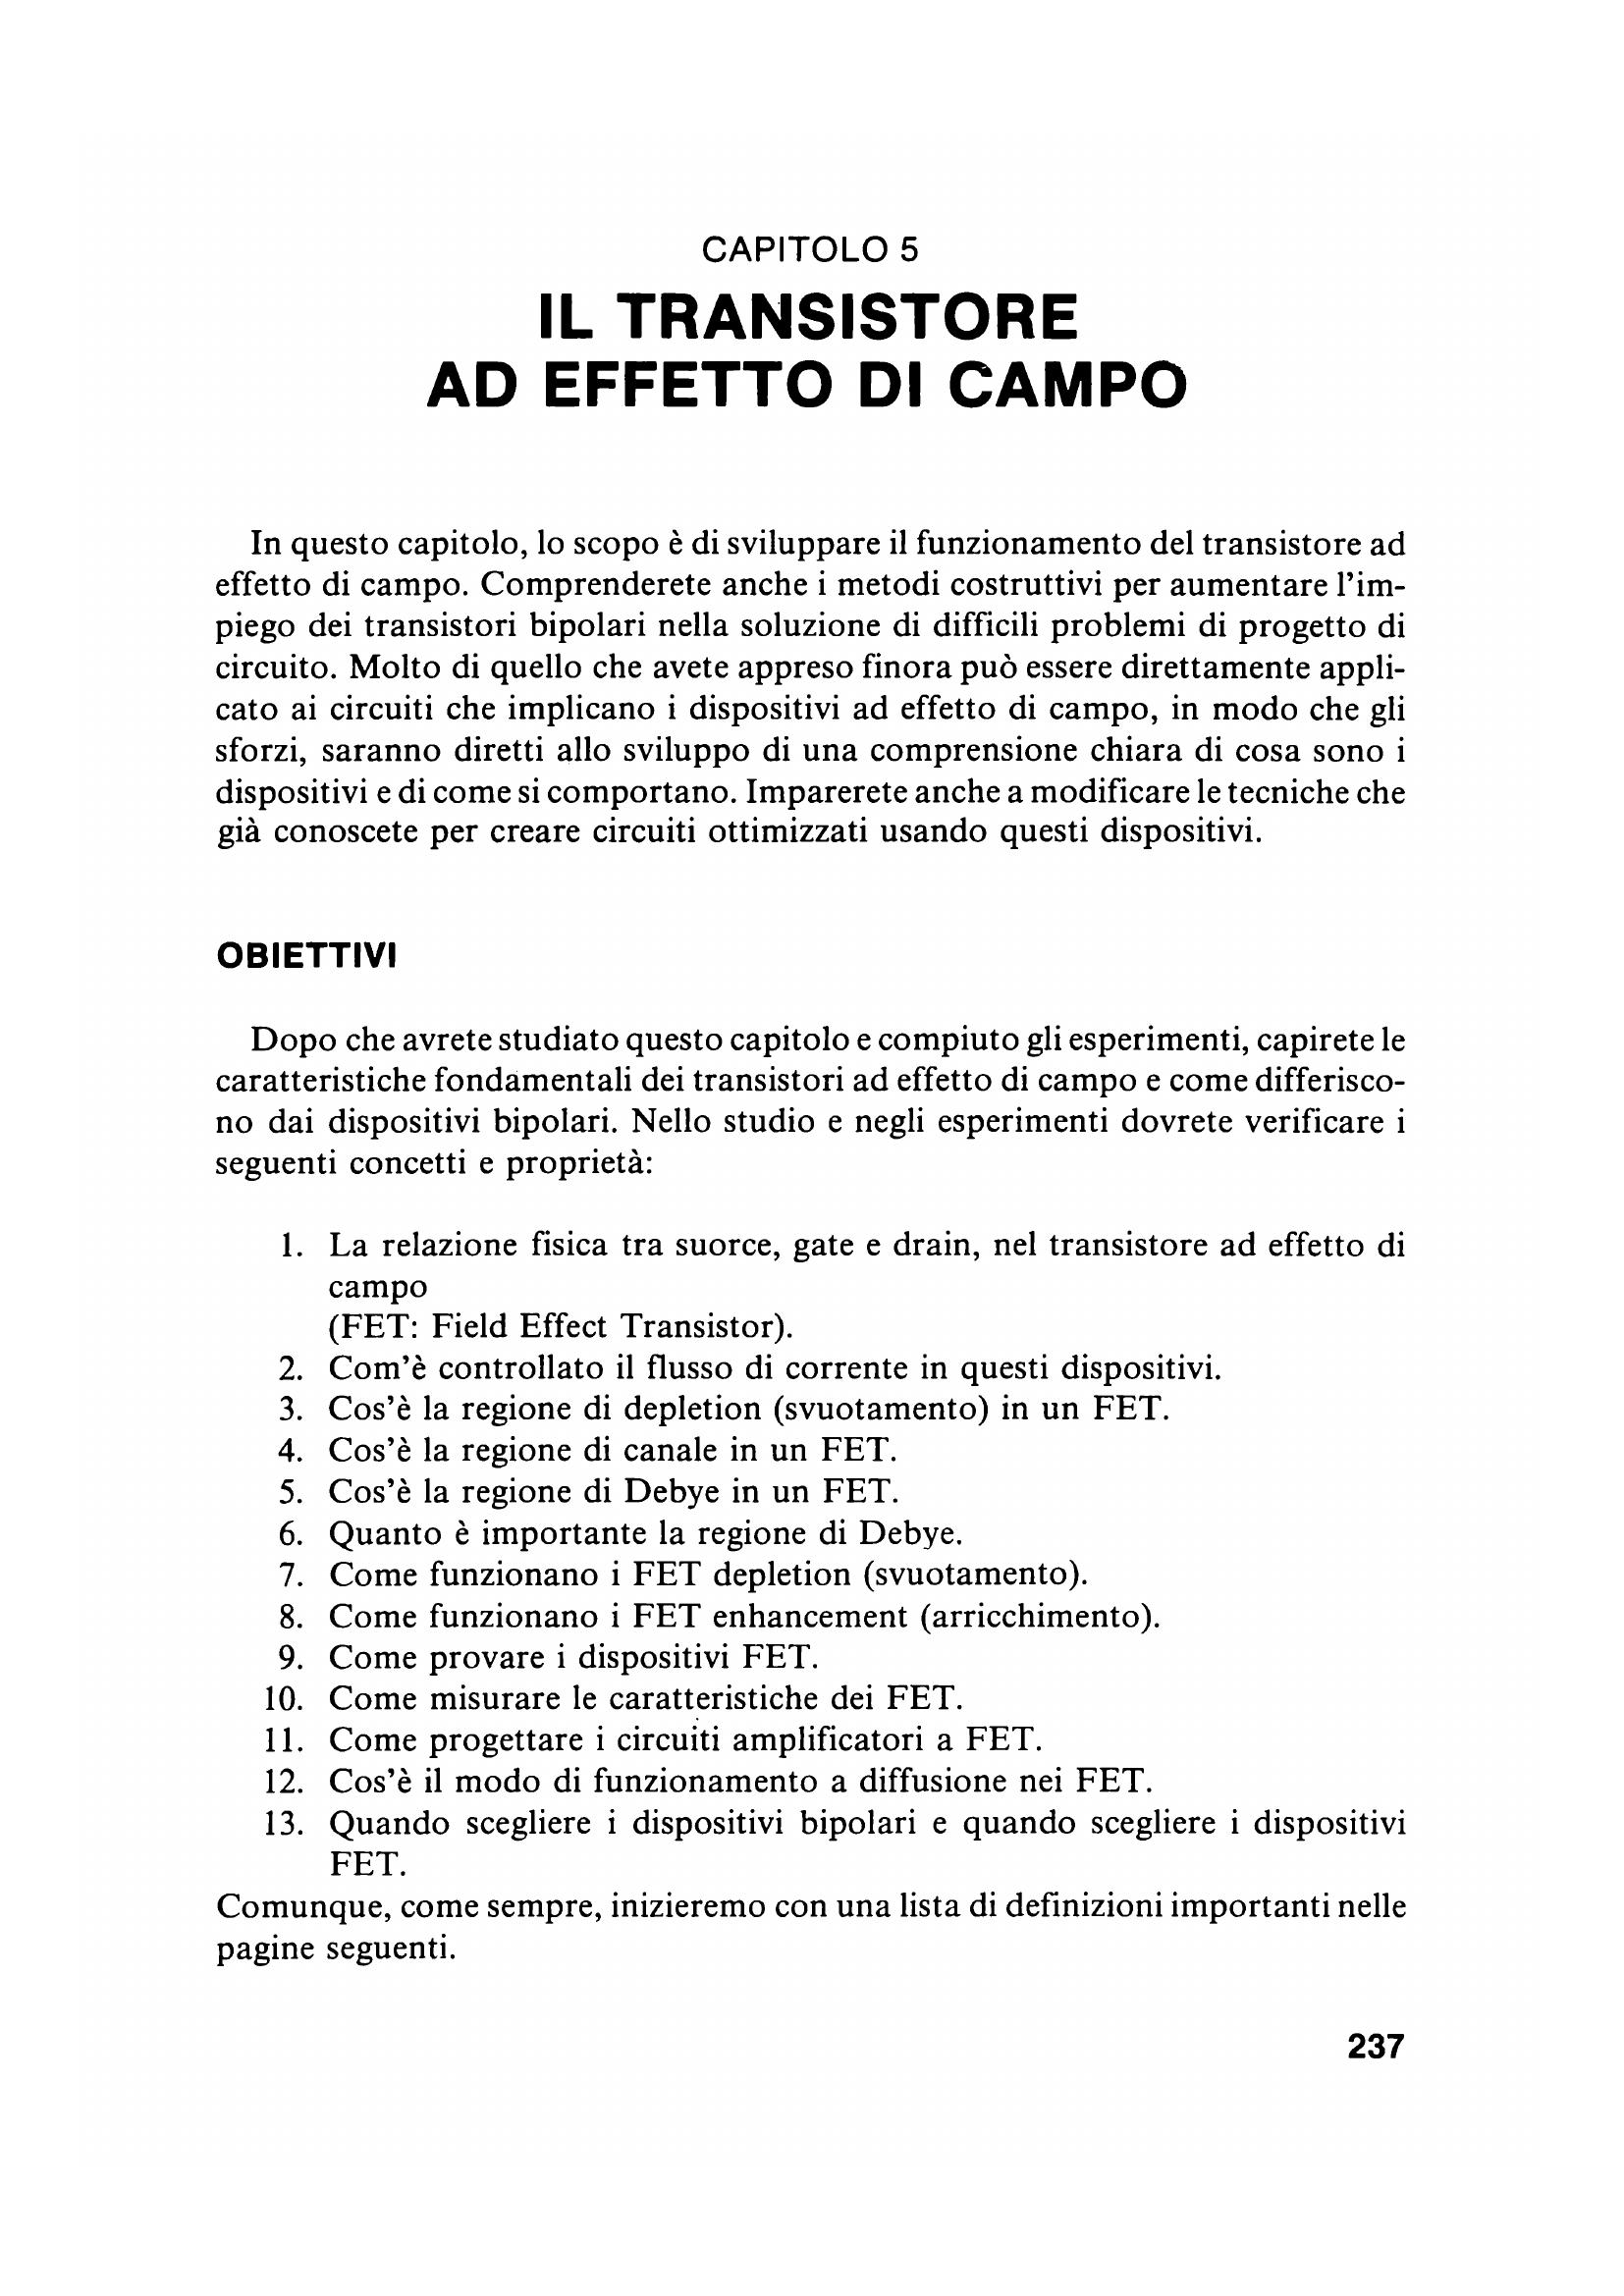 CAPITOLO 5
IL TRANSISTORE
AD EFFETTO DI CAMPO
In questo capitolo, lo scopo è di sviluppare il funzionamento del transistore ad
effetto di campo. Comprenderete anche i metodi costruttivi per aumentare l'im-
piego dei transistori bipolari nella soluzione di difficili problemi di progetto di
circuito. Molto di quello che avete appreso finora può essere direttamente appli-
cato ai circuiti che implicano i dispositivi ad effetto di campo, in modo che gli
sforzi, saranno diretti allo sviluppo di una comprensione chiara di cosa sono i
dispositivi e di come si comportano. Imparerete anche a modificare le tecniche che
già conoscete per creare circuiti ottimizzati usando questi dispositivi.
OBIETTIVI
Dopo che avrete studiato questo capitolo e compiuto gli esperimenti, capirete le
caratteristiche fondamentali dei transistori ad effetto di campo e come differisco-
no dai dispositivi bipolari. Nello studio e negli esperimenti dovrete verificare i
seguenti concetti e proprietà:
1. La relazione fisica tra suorce, gate e drain, nel transistore ad effetto di
campo
(FET: Field Effect Transistor).
2. Com'è controllato il flusso di corrente in questi dispositivi.
3. Cos'è la regione di depletion (svuotamento) in un FET.
4. Cos'è la regione di canale in un FET.
5. Cos'è la regione di Debye in un FET.
6. Quanto è importante la regione di Debye.
7. Come funzionano i FET depletion (svuotamento).
8. Come funzionano i FET enhancement (arricchimento).
9. Come provare i dispositivi FET.
10. Come misurare le caratteristiche dei FET.
11. Come progettare i circuiti amplificatori a FET.
12. Cos'è il modo di funzionamento a diffusione nei FET.
13. Quando scegliere i dispositivi bipolari e quando scegliere i dispositivi
FET.
Comunque, come sempre, inizieremo con una lista di definizioni importanti nelle
pagine seguenti.
237